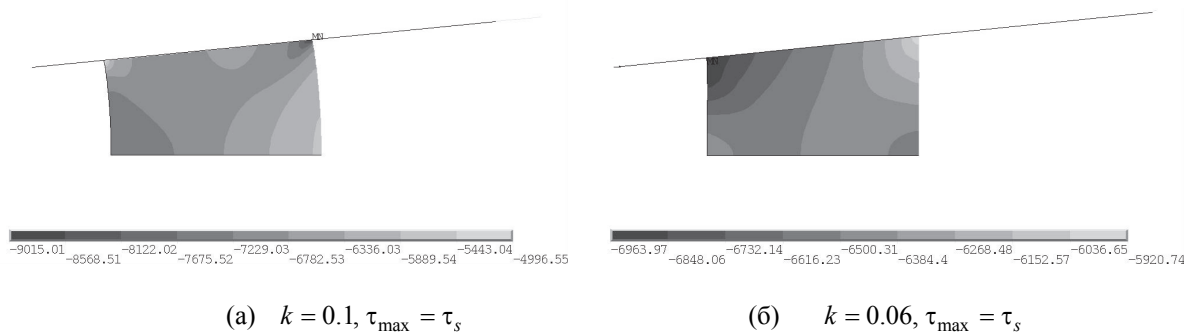 MN
−9015.01 −8122.02 −7229.03 −6336.03 −5443.04
−8568.51 −7675.52 −6782.53 −5889.54 −4996.55
−6963.97 −6732.14 −6500.31 −6268.48 −6036.65
−6848.06 −6616.23 −6384.4 −6152.57 −5920.74
(а) k = 0.1, τmax = τs
(б) k = 0.06, τmax = τs